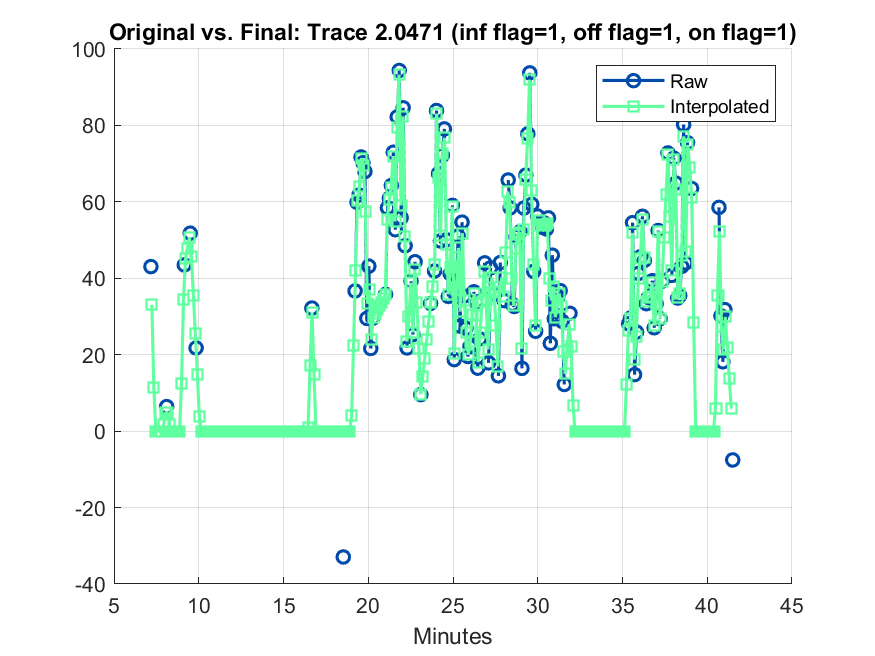 Original vs. Final: Trace 2.0471 (inf flag=1, off flag=1, on flag=1)
100
80
60
40
20
0
-20
-40
Raw
Interpolated
5 10 15 20 25 30 35 40 45
Minutes